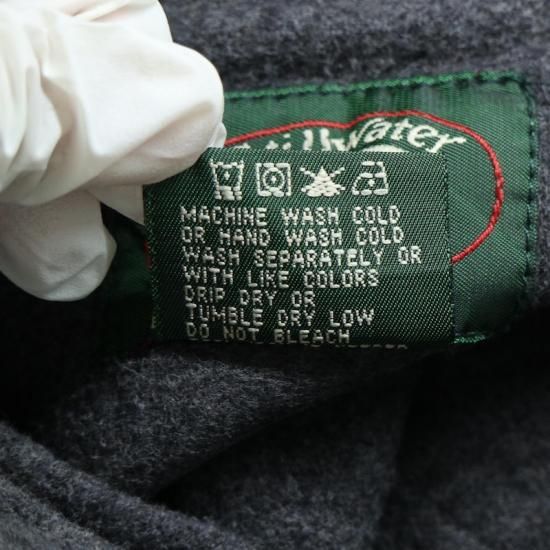 Water
MACHINE WASH COLD
OR HAND WASH COLD
WASH SEPARATELY OR
WITH LIKE COLORS
DRIP DRY OR
TUMBLE DRY LOW
DO NOT BLEACH